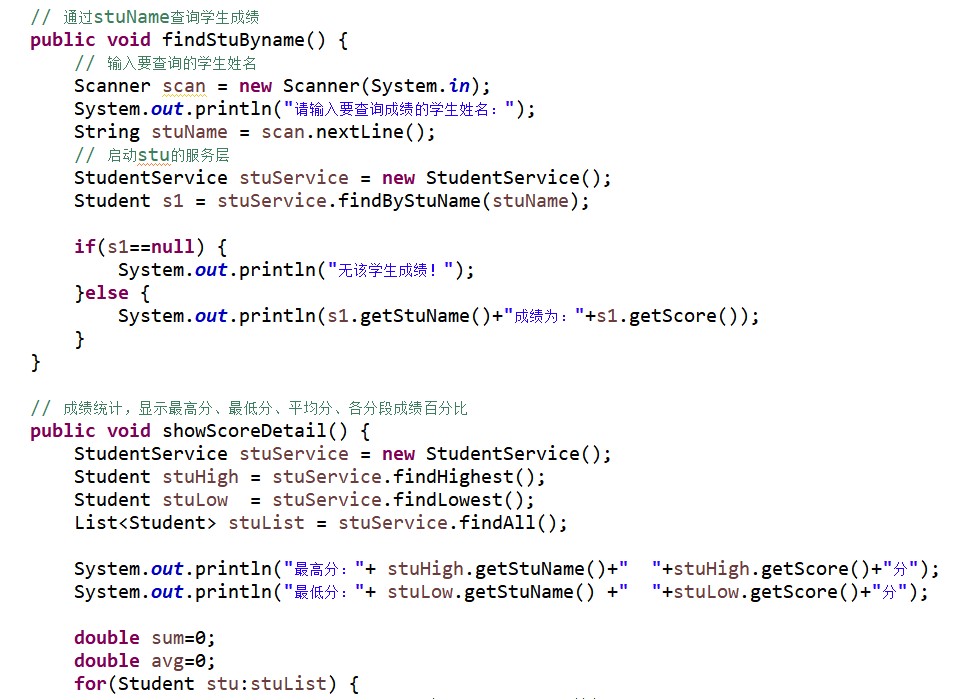 // 通过stuName查询学生成绩
public void findStuByname() {
// 输入要查询的学生姓名
Scanner scan = new Scanner(System.in);
System.out.println("请输入要查询成绩的学生姓名：");
String stuName = scan.nextLine();
// 启动stu的服务层
StudentService stuService = new StudentService();
Student s1 = stuService.findByStuName(stuName);
if(s1==null) {
System.out.println("无该学生成绩！");
}else {
System.out.println(s1.getStuName()+"成绩为："+s1.getScore());
}
}
// 成绩统计，显示最高分、最低分、平均分、各分段成绩百分比
public void showScoreDetail() {
StudentService stuService = new StudentService();
Student stuHigh = stuService.findHighest();
Student stuLow  = stuService.findLowest();
List<Student> stuList = stuService.findAll();
System.out.println("最高分："+ stuHigh.getStuName()+"  "+stuHigh.getScore()+"分");
System.out.println("最低分："+ stuLow.getStuName() +"  "+stuLow.getScore()+"分");
double sum=0;
double avg=0;
for(Student stu:stuList) {